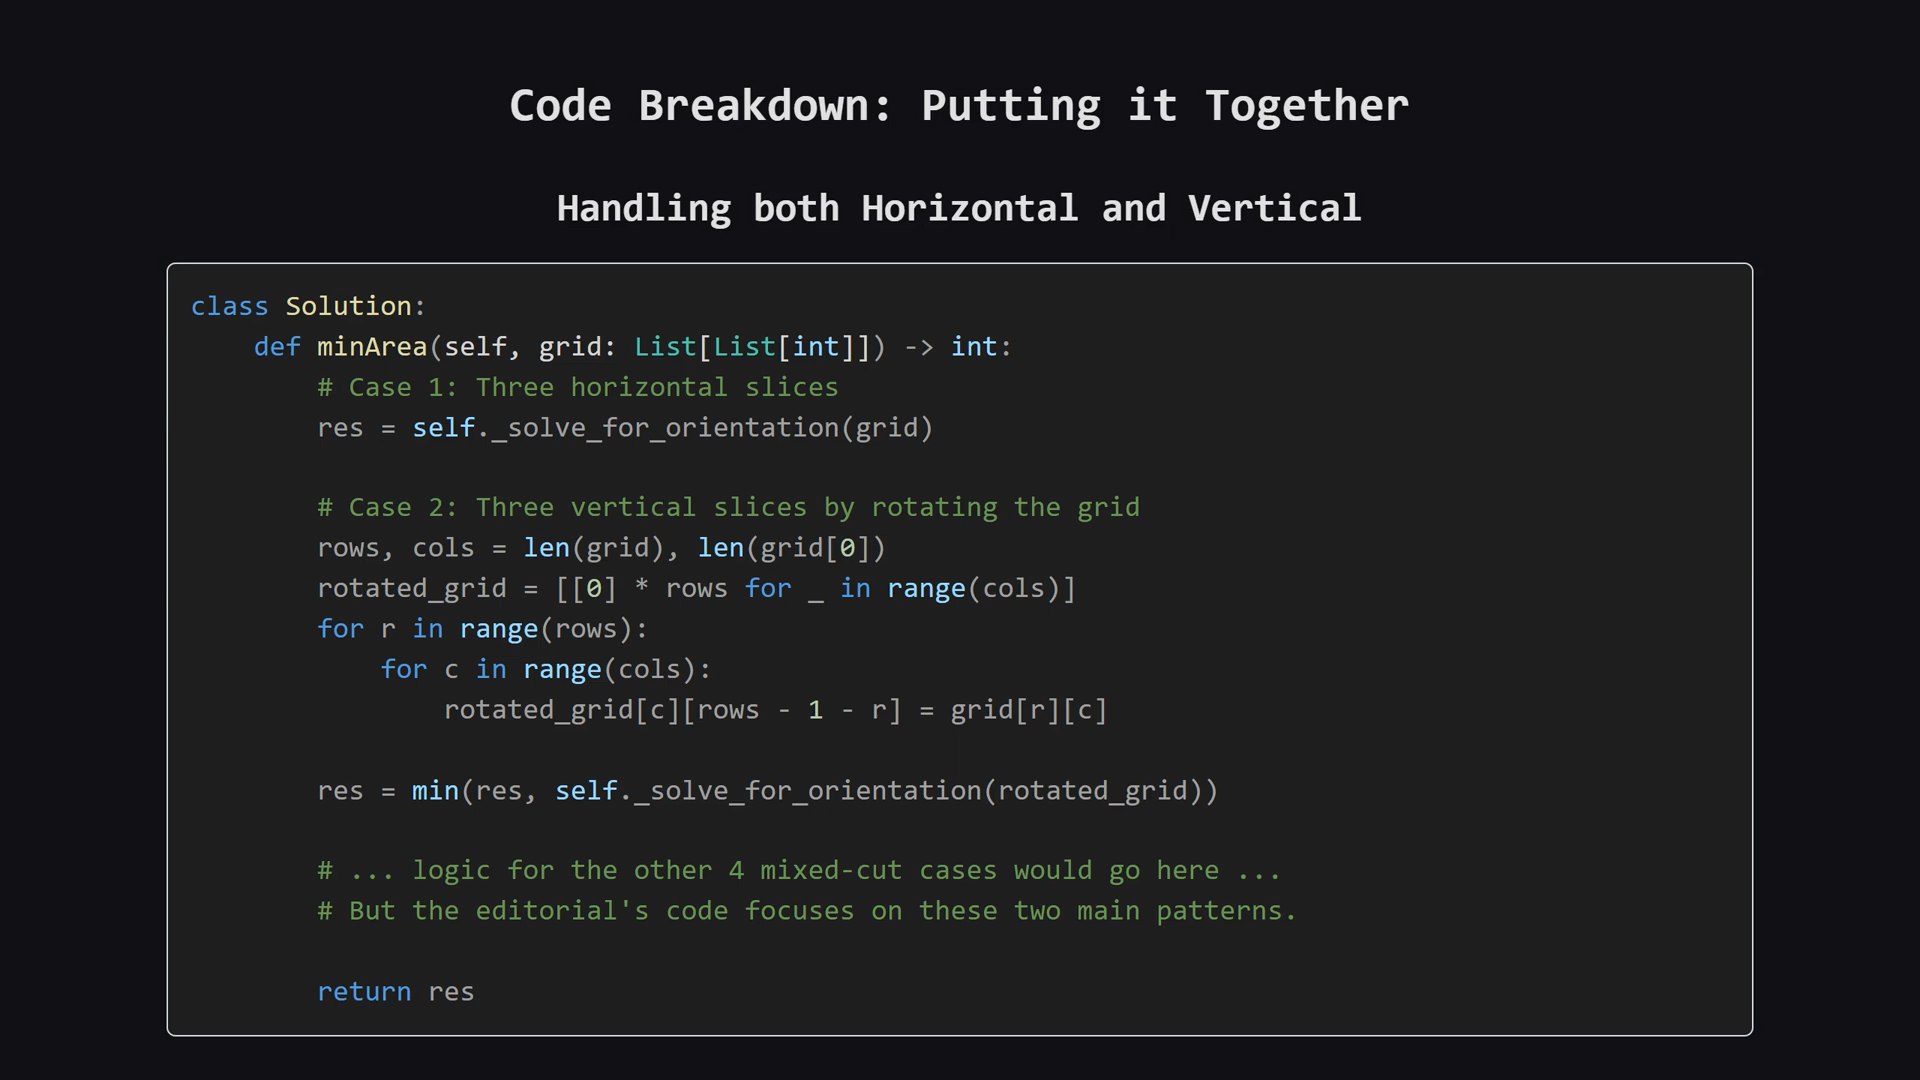 Code Breakdown: Putting it Together
Handling both Horizontal and Vertical
class Solution:
    def minArea(self, grid: List[List[int]]) -> int:
        # Case 1: Three horizontal slices
        res = self._solve_for_orientation(grid)
        # Case 2: Three vertical slices by rotating the grid
        rows, cols = len(grid), len(grid[0])
        rotated_grid = [[0] * rows for _ in range(cols)]
        for r in range(rows):
            for c in range(cols):
                rotated_grid[c][rows - 1 - r] = grid[r][c]
        res = min(res, self._solve_for_orientation(rotated_grid))
        # ... logic for the other 4 mixed-cut cases would go here ...
        # But the editorial's code focuses on these two main patterns.
        return res